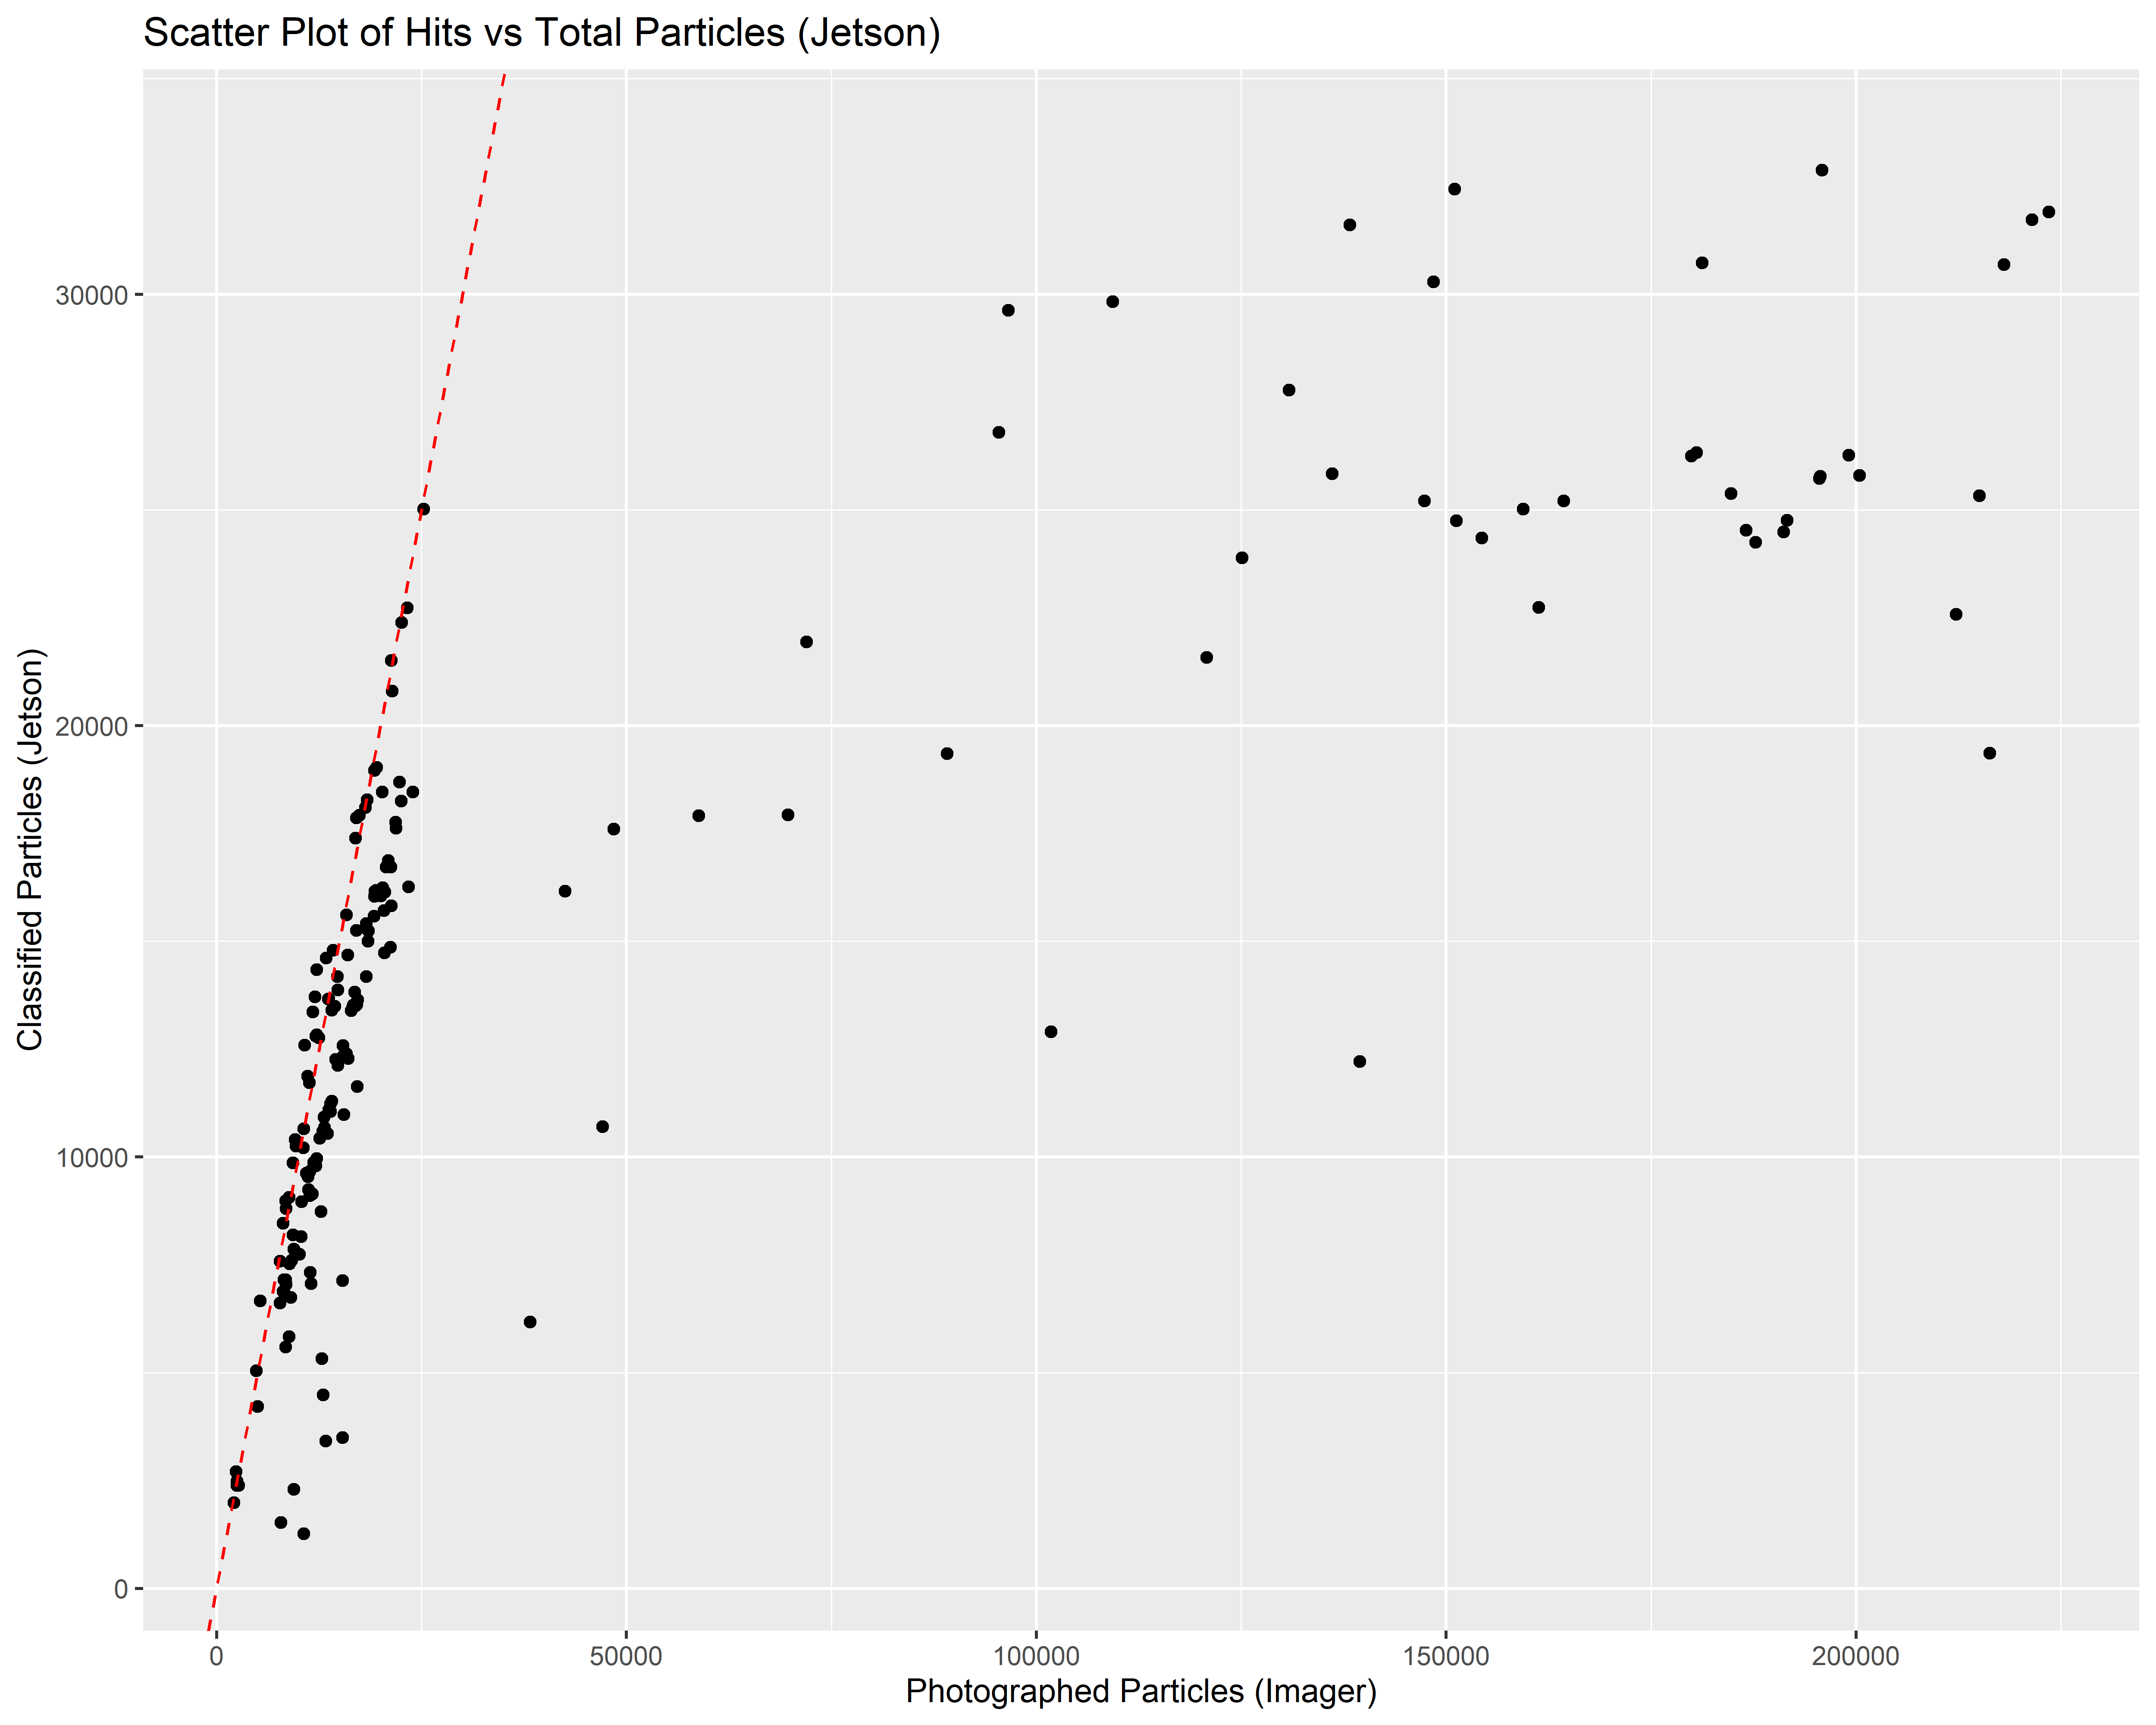 Scatter Plot of Hits vs Total Particles (Jetson)
Classified Particles (Jetson)
30000
20000
10000
0
0 50000 100000 150000 200000
Photographed Particles (Imager)